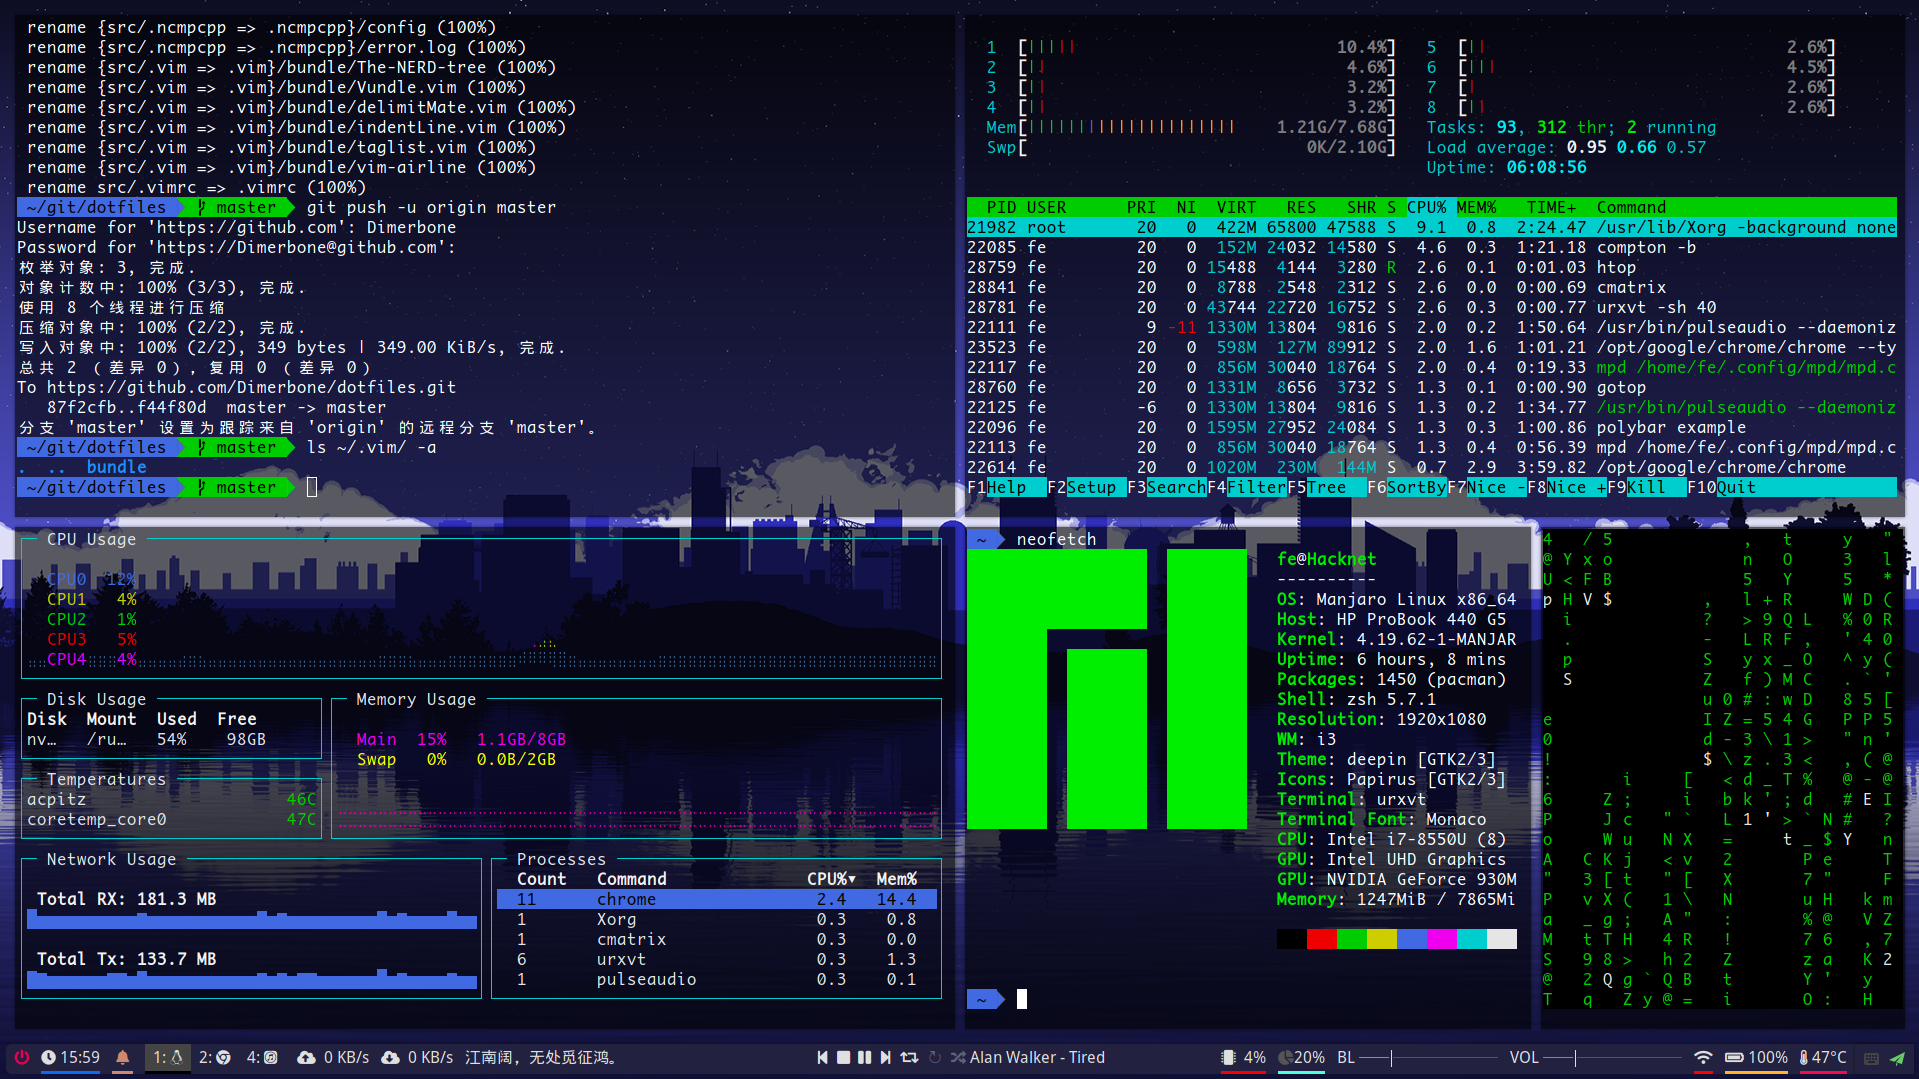 rename {src/.ncmpcpp => .ncmpcpp}/config (100%)
rename {src/.ncmpcpp => .ncmpcpp}/error.log (100%)
rename {src/.vim => .vim}/bundle/The-NERD-tree (100%)
rename {src/.vim => .vim}/bundle/Vundle.vim (100%)
rename {src/.vim => .vim}/bundle/delimitMate.vim (100%)
rename {src/.vim => .vim}/bundle/indentLine.vim (100%)
rename {src/.vim => .vim}/bundle/taglist.vim (100%)
rename {src/.vim => .vim}/bundle/vim-airline (100%)
rename src/.vimrc => .vimrc (100%)
~/git/dotfiles master git push -u origin master
Username for 'https://github.com': Dimerbone
Password for 'https://Dimerbone@github.com':
枚举对象: 3, 完成.
对象计数中: 100% (3/3), 完成.
使用 8 个线程进行压缩
压缩对象中: 100% (2/2), 完成.
写入对象中: 100% (2/2), 349 bytes | 349.00 KiB/s, 完成.
总共 2 （差异 0），复用 0 （差异 0）
To https://github.com/Dimerbone/dotfiles.git
87f2cfb..f44f80d  master -> master
分支 'master' 设置为跟踪来自 'origin' 的远程分支 'master'。
~/git/dotfiles master ls ~/.vim/ -a
.  ..  bundle
~/git/dotfiles master
1 [||||| 10.4%] 5 [|| 2.6%]
2 [|| 4.6%] 6 [||| 4.5%]
3 [|| 3.2%] 7 [| 2.6%]
4 [|| 3.2%] 8 [|| 2.6%]
Mem[||||||||||||||||||||| 1.21G/7.68G] Tasks: 93, 312 thr; 2 running
Swp[ 0K/2.10G] Load average: 0.95 0.66 0.57
Uptime: 06:08:56
PID USER PRI NI VIRT RES SHR S CPU% MEM% TIME+ Command
21982 root 20 0 422M 65800 47588 S 9.1 0.8 2:24.47 /usr/lib/Xorg -background none
22085 fe 20 0 152M 24032 14580 S 4.6 0.3 1:21.18 compton -b
28759 fe 20 0 15488 4144 3280 R 2.6 0.1 0:01.03 htop
28841 fe 20 0 8788 2548 2312 S 2.6 0.0 0:00.69 cmatrix
28781 fe 20 0 43744 22720 16752 S 2.6 0.3 0:00.77 urxvt -sh 40
22111 fe 9 -11 1330M 13804 9816 S 2.0 0.2 1:50.64 /usr/bin/pulseaudio --daemoniz
23523 fe 20 0 598M 127M 89912 S 2.0 1.6 1:01.21 /opt/google/chrome/chrome --ty
22117 fe 20 0 856M 30040 18764 S 2.0 0.4 0:19.33 mpd /home/fe/.config/mpd/mpd.c
28760 fe 20 0 1331M 8656 3732 S 1.3 0.1 0:00.90 gotop
22125 fe -6 0 1330M 13804 9816 S 1.3 0.2 1:34.77 /usr/bin/pulseaudio --daemoniz
22096 fe 20 0 1595M 27952 24084 S 1.3 0.3 1:00.86 polybar example
22113 fe 20 0 856M 30040 18764 S 1.3 0.4 0:56.39 mpd /home/fe/.config/mpd/mpd.c
22614 fe 20 0 1020M 230M 144M S 0.7 2.9 3:59.82 /opt/google/chrome/chrome
F1Help F2Setup F3SearchF4FilterF5Tree F6SortByF7Nice -F8Nice +F9Kill F10Quit
CPU Usage
CPU0 12%
CPU1 4%
CPU2 1%
CPU3 5%
CPU4 4%
Disk Usage
Disk Mount Used Free
nv… /ru… 54% 98GB
Temperatures
acpitz 46C
coretemp_core0 47C
Memory Usage
Main 15% 1.1GB/8GB
Swap 0% 0.0B/2GB
Network Usage
Total RX: 181.3 MB
Total Tx: 133.7 MB
Processes
Count Command CPU%▼ Mem%
11 chrome 2.4 14.4
1 Xorg 0.3 0.8
1 cmatrix 0.3 0.0
6 urxvt 0.3 1.3
1 pulseaudio 0.3 0.1
~ neofetch
fe@Hacknet
----------
OS: Manjaro Linux x86_64
Host: HP ProBook 440 G5
Kernel: 4.19.62-1-MANJAR
Uptime: 6 hours, 8 mins
Packages: 1450 (pacman)
Shell: zsh 5.7.1
Resolution: 1920x1080
WM: i3
Theme: deepin [GTK2/3]
Icons: Papirus [GTK2/3]
Terminal: urxvt
Terminal Font: Monaco
CPU: Intel i7-8550U (8)
GPU: Intel UHD Graphics
GPU: NVIDIA GeForce 930M
Memory: 1247MiB / 7865Mi
~
15:59 1: 2: 4: 0 KB/s 0 KB/s 江南阔，无处觅征鸿。 Alan Walker - Tired 4% 20% BL VOL 100% 47°C